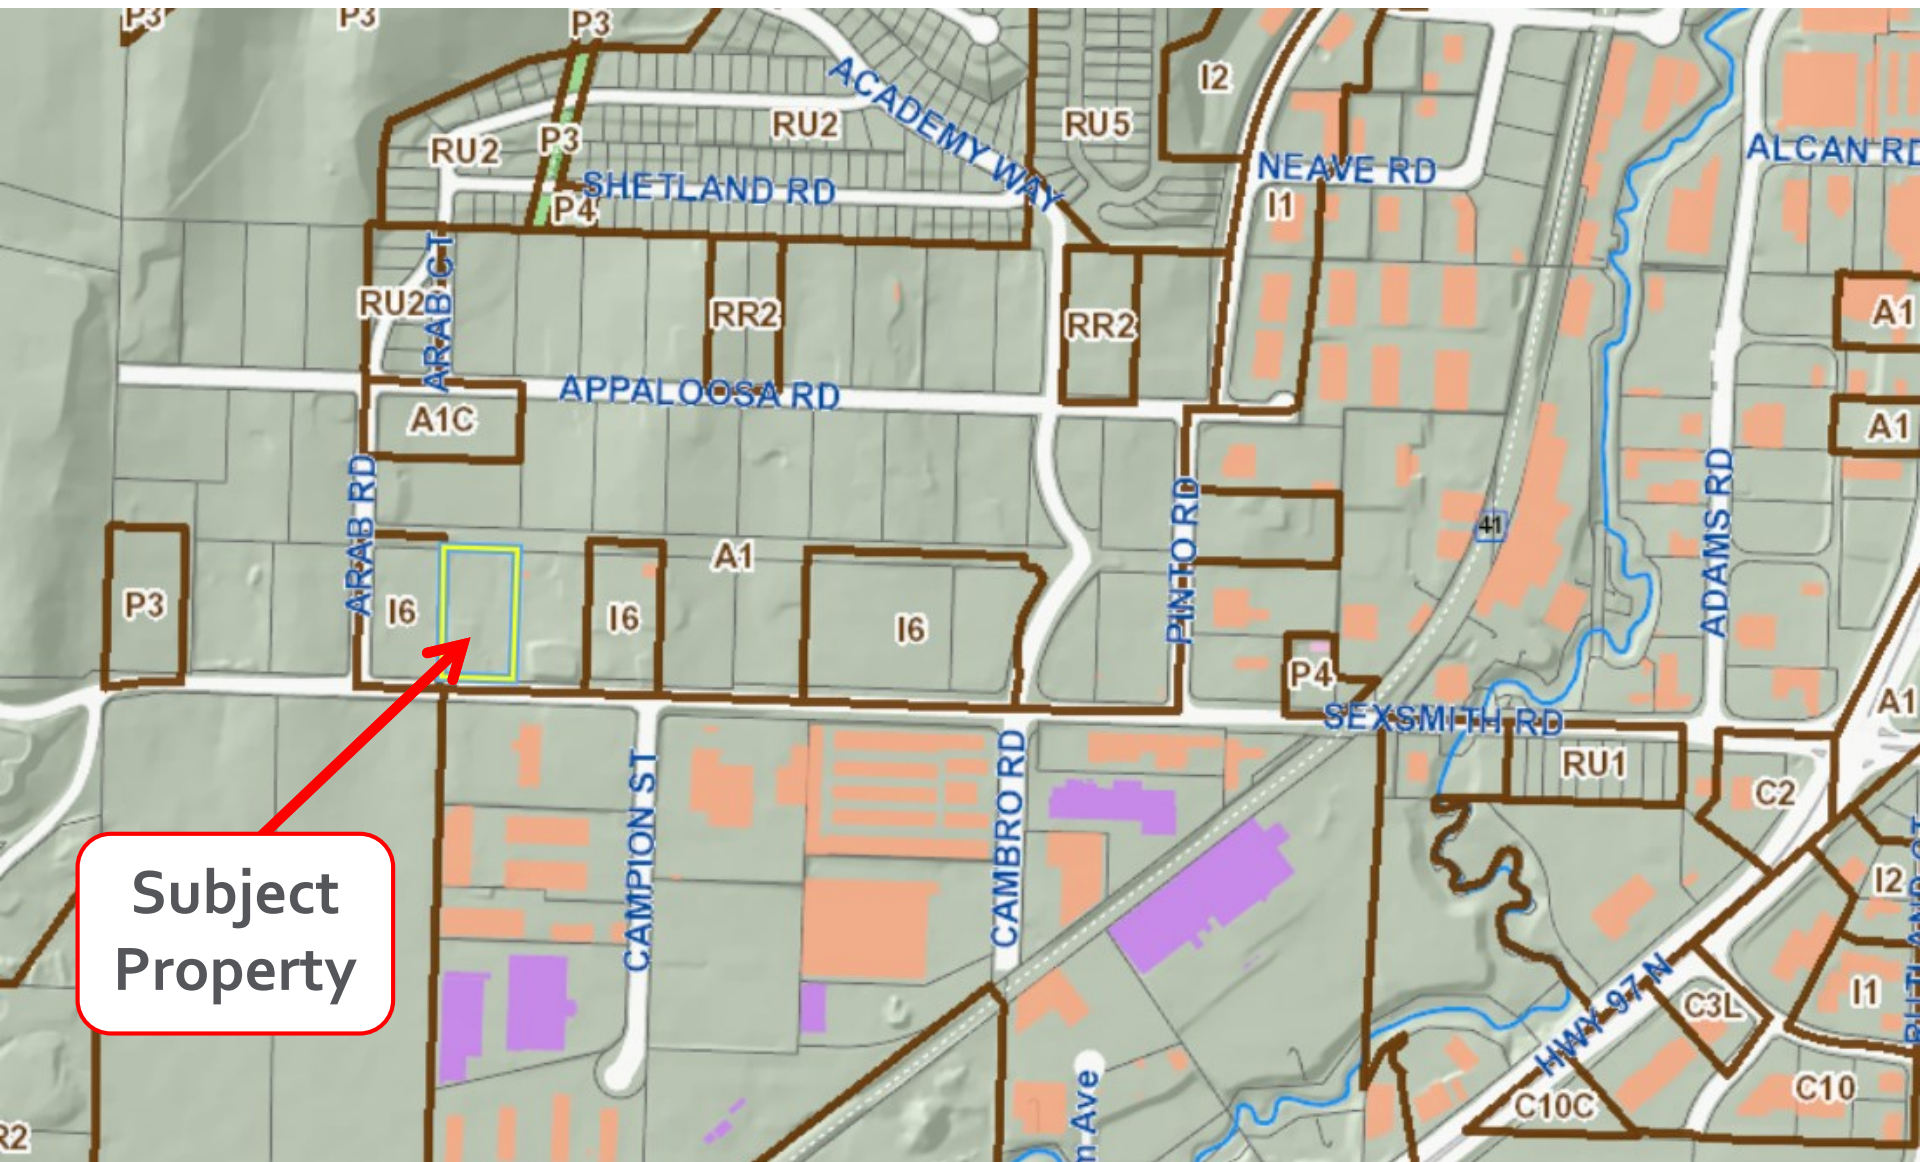 P3
P3
P3
I2
ACADEMY WAY
RU5
RU2
P3
RU2
NEAVE RD
ALCAN RD
SHETLAND RD
P4
I1
ARAB CT
RU2
RR2
RR2
A1
APPALOOSA RD
A1C
A1
ARAB RD
PINTO RD
ADAMS RD
41
A1
P3
I6
I6
I6
P4
A1
SEXSMITH RD
RU1
C2
CAMPION ST
CAMBRO RD
I2
Subject
Property
HWY 97 N
C3L
I1
C10
C10C
Ave